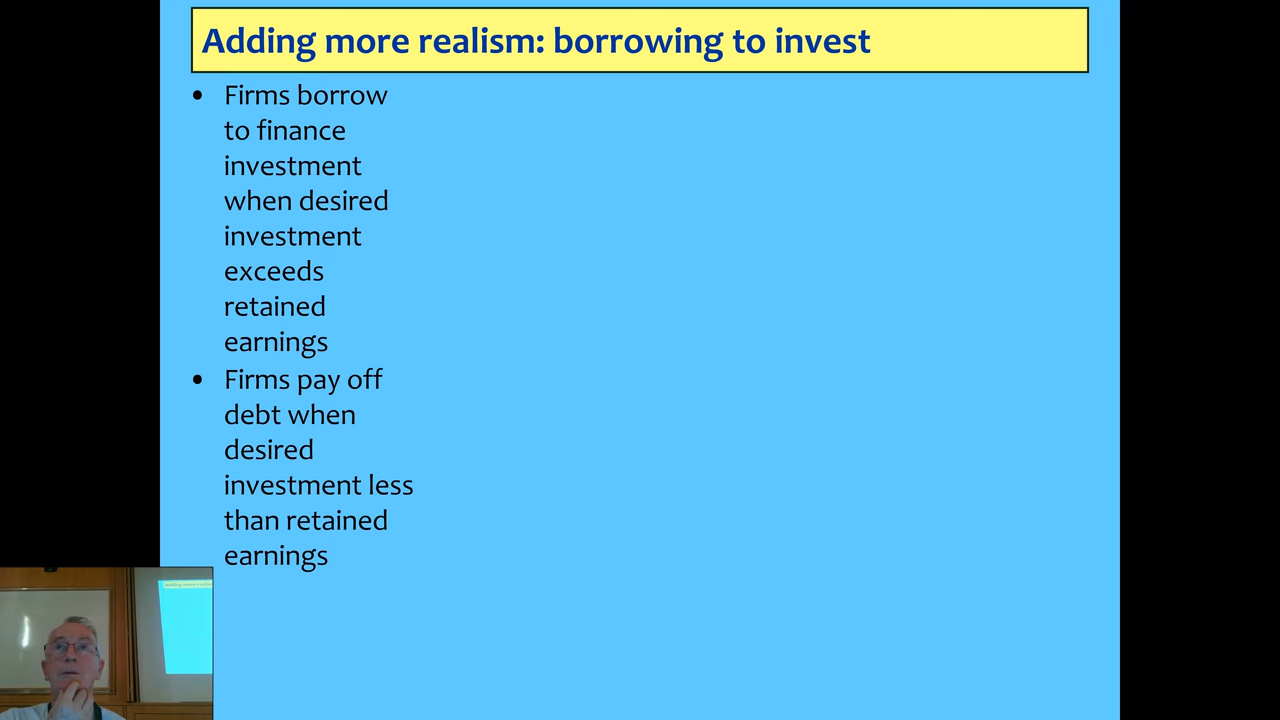 Adding more realism: borrowing to invest
• Firms borrow
to finance
investment
when desired
investment
exceeds
retained
earnings
• Firms pay off
debt when
desired
investment less
than retained
earnings